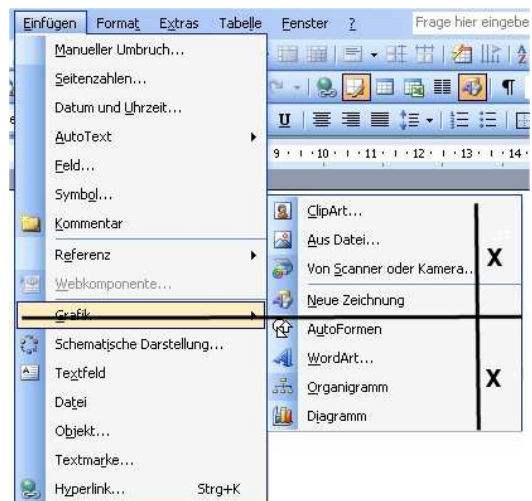 Einfügen Format Extras Tabelle Fenster ? Frage hier eingebe
Manueller Umbruch...
Seitenzahlen...
Datum und Uhrzeit...
AutoText
Feld...
Symbol...
Kommentar
Referenz
Webkomponente...
Grafik
Schematische Darstellung...
Textfeld
Datei
Objekt...
Textmarke...
Hyperlink... Strg+K
U
9 10 11 12 13 14
ClipArt...
Aus Datei...
Von Scanner oder Kamera...
Neue Zeichnung
AutoFormen
WordArt...
Organigramm
Diagramm
X
X